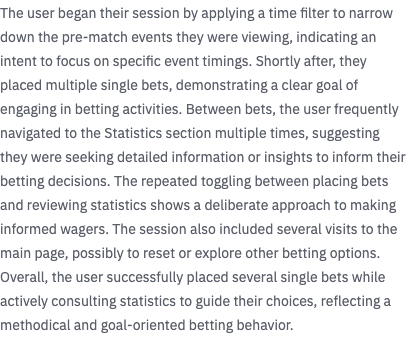 The user began their session by applying a time filter to narrow
down the pre-match events they were viewing, indicating an
intent to focus on specific event timings. Shortly after, they
placed multiple single bets, demonstrating a clear goal of
engaging in betting activities. Between bets, the user frequently
navigated to the Statistics section multiple times, suggesting
they were seeking detailed information or insights to inform their
betting decisions. The repeated toggling between placing bets
and reviewing statistics shows a deliberate approach to making
informed wagers. The session also included several visits to the
main page, possibly to reset or explore other betting options.
Overall, the user successfully placed several single bets while
actively consulting statistics to guide their choices, reflecting a
methodical and goal-oriented betting behavior.